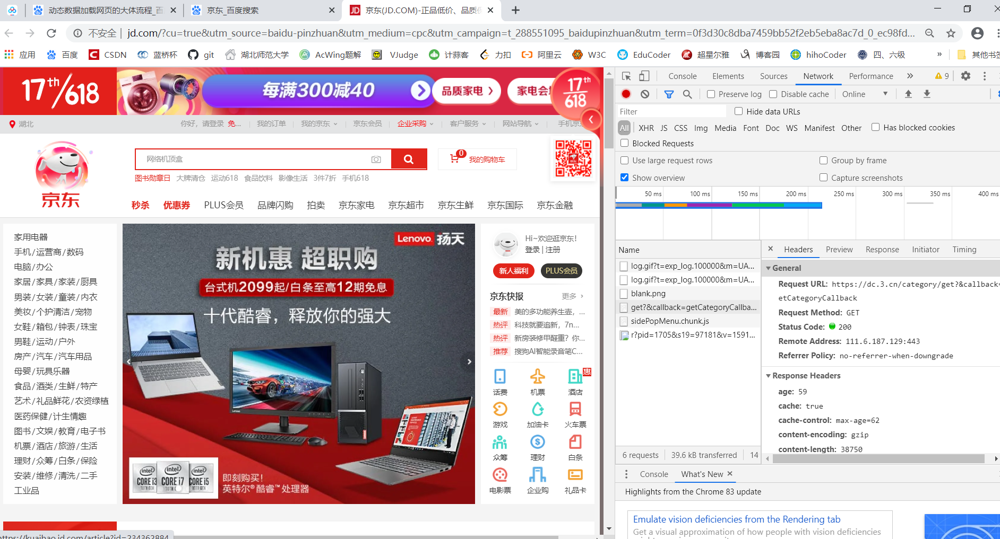 动态数据加载网页的大体流程_百
京东_百度搜索
京东(JD.COM)-正品低价、品质保
不安全 | jd.com/?cu=true&utm_source=baidu-pinzhuan&utm_medium=cpc&utm_campaign=t_288551095_baidupinzhuan&utm_term=0f3d30c8dba7459bb52f2eb5eba8ac7d_0_ec98fd...
应用 百度 CSDN 蓝桥杯 git 湖北师范大学 AcWing题解 VJudge 计蒜客 力扣 阿里云 W3C EduCoder 超星尔雅 博客园 hihoCoder 四、六级 » 其他书签
17th/618 每满300减40 品质家电 家电会 17th 618
湖北 你好，请登录 免... 我的订单 我的京东 京东会员 企业采购 客户服务 网站导航 手机京东
网络机顶盒 0 我的购物车
图书勋章日 大牌清仓 运动618 食品饮料 影像生活 3件7折 手机618
京东
秒杀 优惠券 PLUS会员 品牌闪购 拍卖 京东家电 京东超市 京东生鲜 京东国际 京东金融
家用电器
手机/运营商/数码
电脑/办公
家居/家具/家装/厨具
男装/女装/童装/内衣
美妆/个护清洁/宠物
女鞋/箱包/钟表/珠宝
男鞋/运动/户外
房产/汽车/汽车用品
母婴/玩具乐器
食品/酒类/生鲜/特产
艺术/礼品鲜花/农资绿植
医药保健/计生情趣
图书/文娱/教育/电子书
机票/酒店/旅游/生活
理财/众筹/白条/保险
安装/维修/清洗/二手
工业品
Lenovo 扬天
新机惠 超职购
台式机2099起/白条至高12期免息
十代酷睿，释放你的强大
intel CORE i3 10TH GEN
intel CORE i7
intel CORE i5 10TH GEN
即刻购买！
英特尔®酷睿™处理器
Hi~欢迎逛京东！
登录 | 注册
新人福利 PLUS会员
京东快报 更多 ›
最新 美的多功能养生壶，...
热评 科技就要追新，7n...
热评 新房装修甲醛重？你...
推荐 搜狗AI智能录音笔C...
惠
话费 机票 酒店
游戏 加油卡 火车票
众筹 理财 白条
电影票 企业购 礼品卡
https://kuaibao.jd.com/article?id=234362884
Console Elements Sources Network Performance » 9
Preserve log Disable cache Online
Filter Hide data URLs
All XHR JS CSS Img Media Font Doc WS Manifest Other Has blocked cookies
Blocked Requests
Use large request rows Group by frame
Show overview Capture screenshots
50 ms 100 ms 150 ms 200 ms 250 ms 300 ms 350 ms 400 ms
Name
log.gif?t=exp_log.100000&m=UA...
log.gif?t=exp_log.100000&m=UA...
blank.png
get?&callback=getCategoryCallba...
sidePopMenu.chunk.js
r?pid=1705&s19=97181&v=1591...
6 requests 39.6 kB transferred 14
Headers Preview Response Initiator Timing
General
Request URL: https://dc.3.cn/category/get?&callback=
etCategoryCallback
Request Method: GET
Status Code: 200
Remote Address: 111.6.187.129:443
Referrer Policy: no-referrer-when-downgrade
Response Headers
age: 59
cache: true
cache-control: max-age=62
content-encoding: gzip
content-length: 38750
Console What's New
Highlights from the Chrome 83 update
Emulate vision deficiencies from the Rendering tab
Get a visual approximation of how people with vision deficiencies